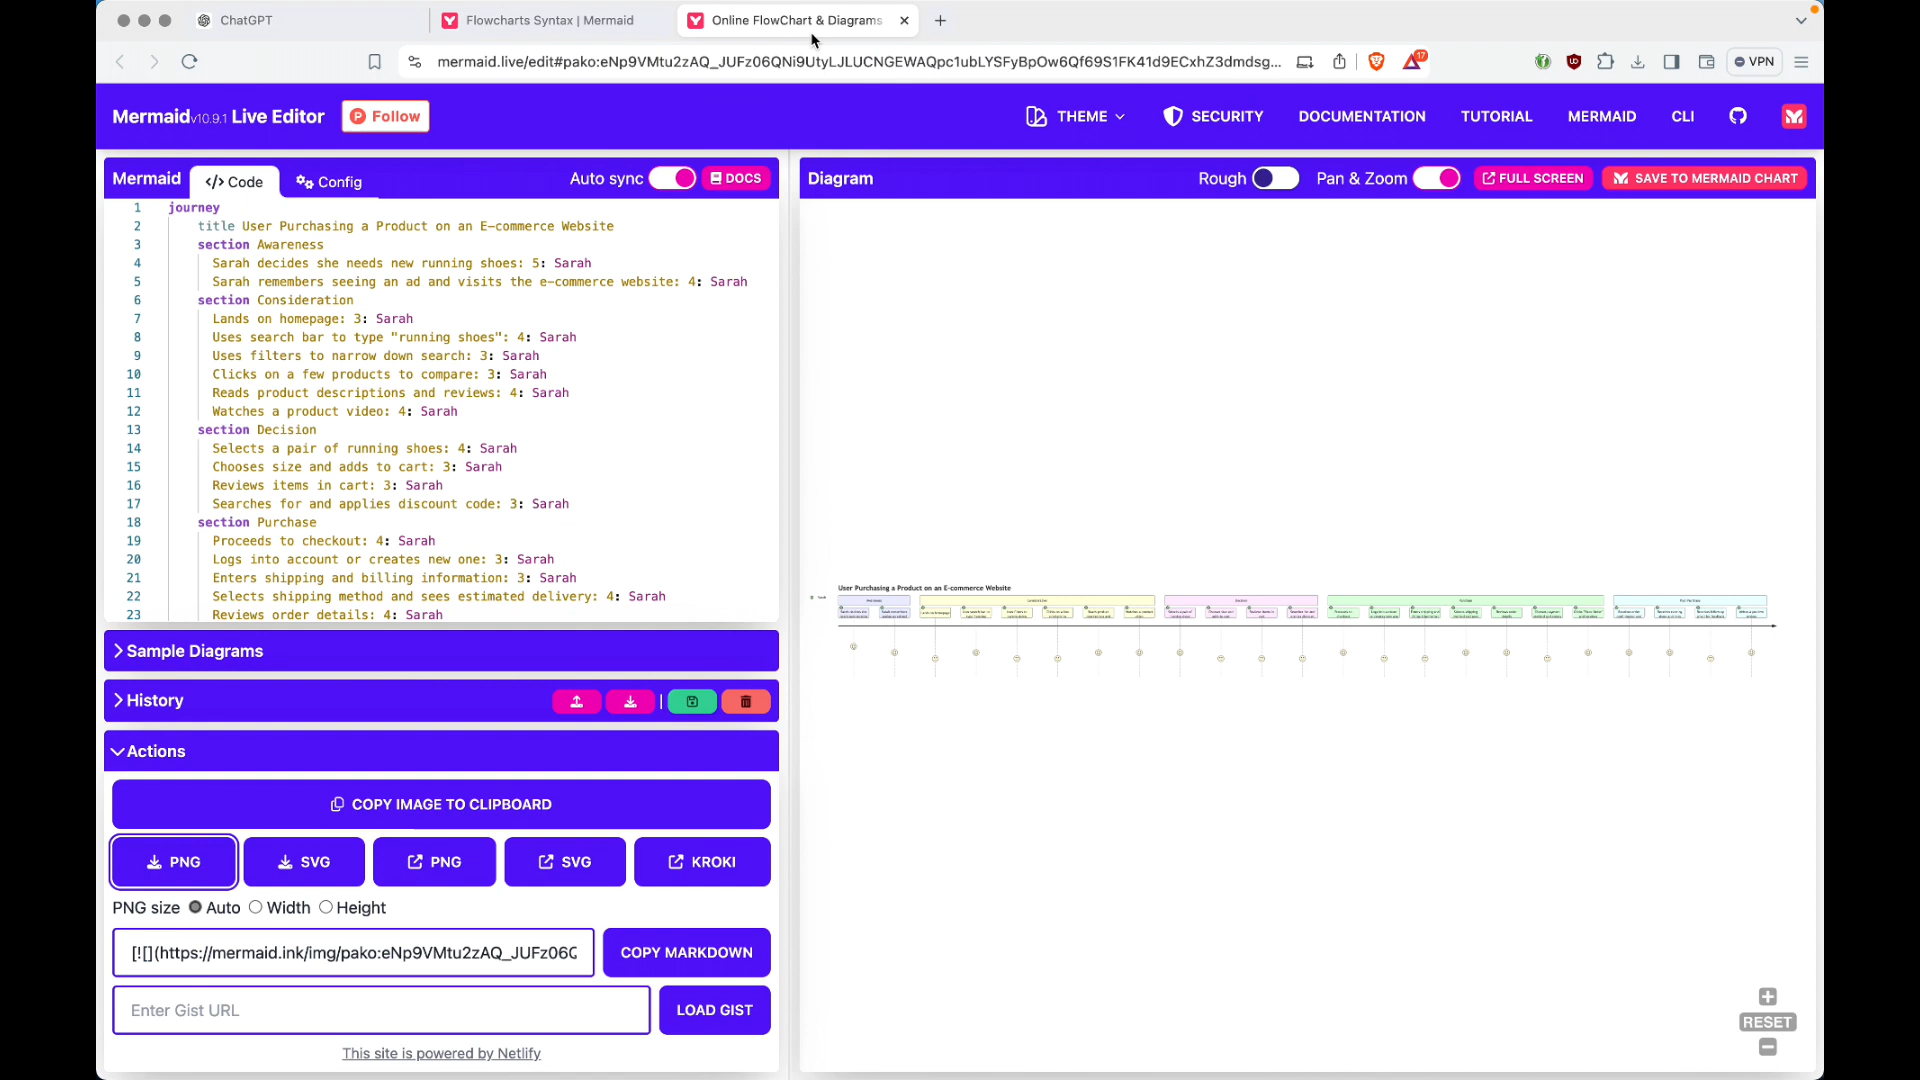 ChatGPT
Flowcharts Syntax | Mermaid
Online FlowChart & Diagrams
mermaid.live/edit#pako:eNp9VMtu2zAQ_JUFz06QNi9UtyLJLUCNGEWAQpc1ubLYSFyBpOw6Qf69S1FK41d9ECxhZ3dmdsg...
17
VPN
Mermaid v10.9.1 Live Editor
Follow
THEME
SECURITY
DOCUMENTATION
TUTORIAL
MERMAID
CLI
Mermaid
Code
Config
Auto sync
DOCS
Diagram
Rough
Pan & Zoom
FULL SCREEN
SAVE TO MERMAID CHART
1 journey
2 title User Purchasing a Product on an E-commerce Website
3 section Awareness
4 Sarah decides she needs new running shoes: 5: Sarah
5 Sarah remembers seeing an ad and visits the e-commerce website: 4: Sarah
6 section Consideration
7 Lands on homepage: 3: Sarah
8 Uses search bar to type "running shoes": 4: Sarah
9 Uses filters to narrow down search: 3: Sarah
10 Clicks on a few products to compare: 3: Sarah
11 Reads product descriptions and reviews: 4: Sarah
12 Watches a product video: 4: Sarah
13 section Decision
14 Selects a pair of running shoes: 4: Sarah
15 Chooses size and adds to cart: 3: Sarah
16 Reviews items in cart: 3: Sarah
17 Searches for and applies discount code: 3: Sarah
18 section Purchase
19 Proceeds to checkout: 4: Sarah
20 Logs into account or creates new one: 3: Sarah
21 Enters shipping and billing information: 3: Sarah
22 Selects shipping method and sees estimated delivery: 4: Sarah
23 Reviews order details: 4: Sarah
User Purchasing a Product on an E-commerce Website
Sample Diagrams
History
Actions
COPY IMAGE TO CLIPBOARD
PNG
SVG
PNG
SVG
KROKI
PNG size Auto Width Height
[![](https://mermaid.ink/img/pako:eNp9VMtu2zAQ_JUFz06Q
COPY MARKDOWN
Enter Gist URL
LOAD GIST
This site is powered by Netlify
RESET